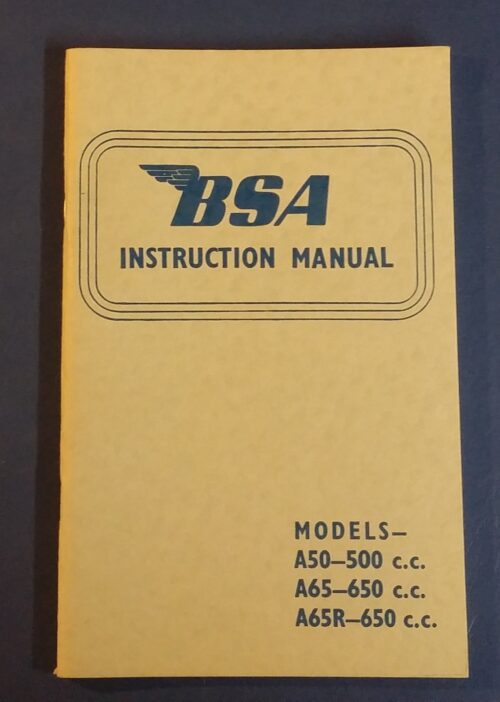 BSA
INSTRUCTION MANUAL
MODELS—
A50—500 c.c.
A65—650 c.c.
A65R—650 c.c.